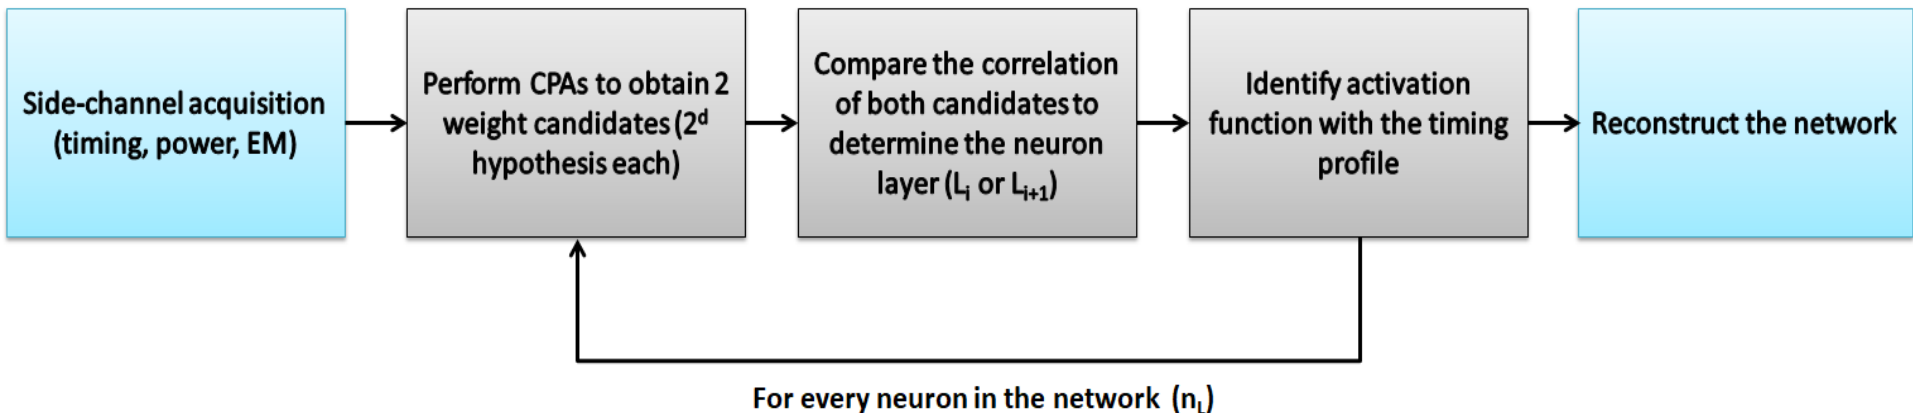 Side-channel acquisition
(timing, power, EM)
Perform CPAs to obtain 2
weight candidates (2ᵈ
hypothesis each)
Compare the correlation
of both candidates to
determine the neuron
layer (Lᵢ or Lᵢ₊₁)
Identify activation
function with the timing
profile
Reconstruct the network
For every neuron in the network (n_L)